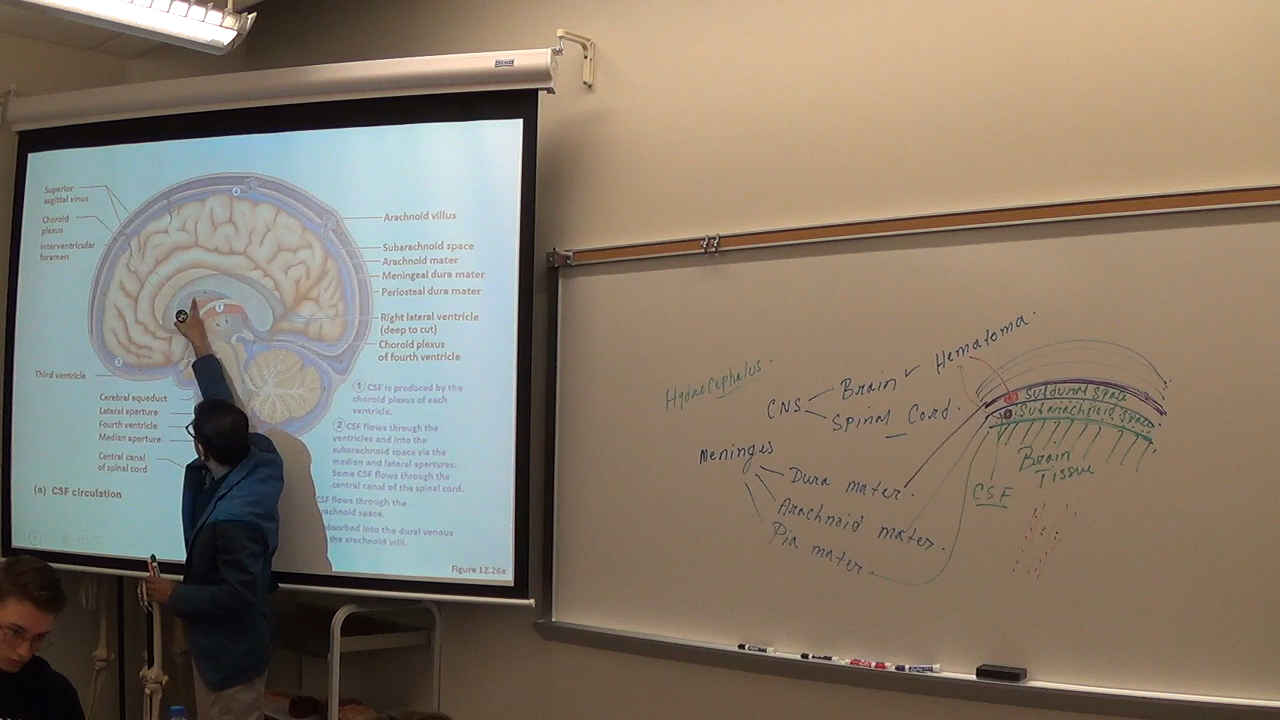 Superior
sagittal sinus
Choroid
plexus
Interventricular
foramen
Third ventricle
Cerebral aqueduct
Lateral aperture
Fourth ventricle
Median aperture
Central canal
of spinal cord
(a) CSF circulation
Arachnoid villus
Subarachnoid space
Arachnoid mater
Meningeal dura mater
Periosteal dura mater
Right lateral ventricle
(deep to cut)
Choroid plexus
of fourth ventricle
1 CSF is produced by the
choroid plexus of each
ventricle.
2 CSF flows through the
ventricles and into the
subarachnoid space via the
median and lateral apertures.
Some CSF flows through the
central canal of the spinal cord.
CSF flows through the
space.
into the dural venous
the arachnoid villi.
Figure 12.26a
Hydrocephalus
CNS
Brain
Spinal Cord.
Hematoma.
Meninges
Dura mater.
Arachnoid mater.
Pia mater
Subdural space
Subarachnoid space
Brain
Tissue
CSF